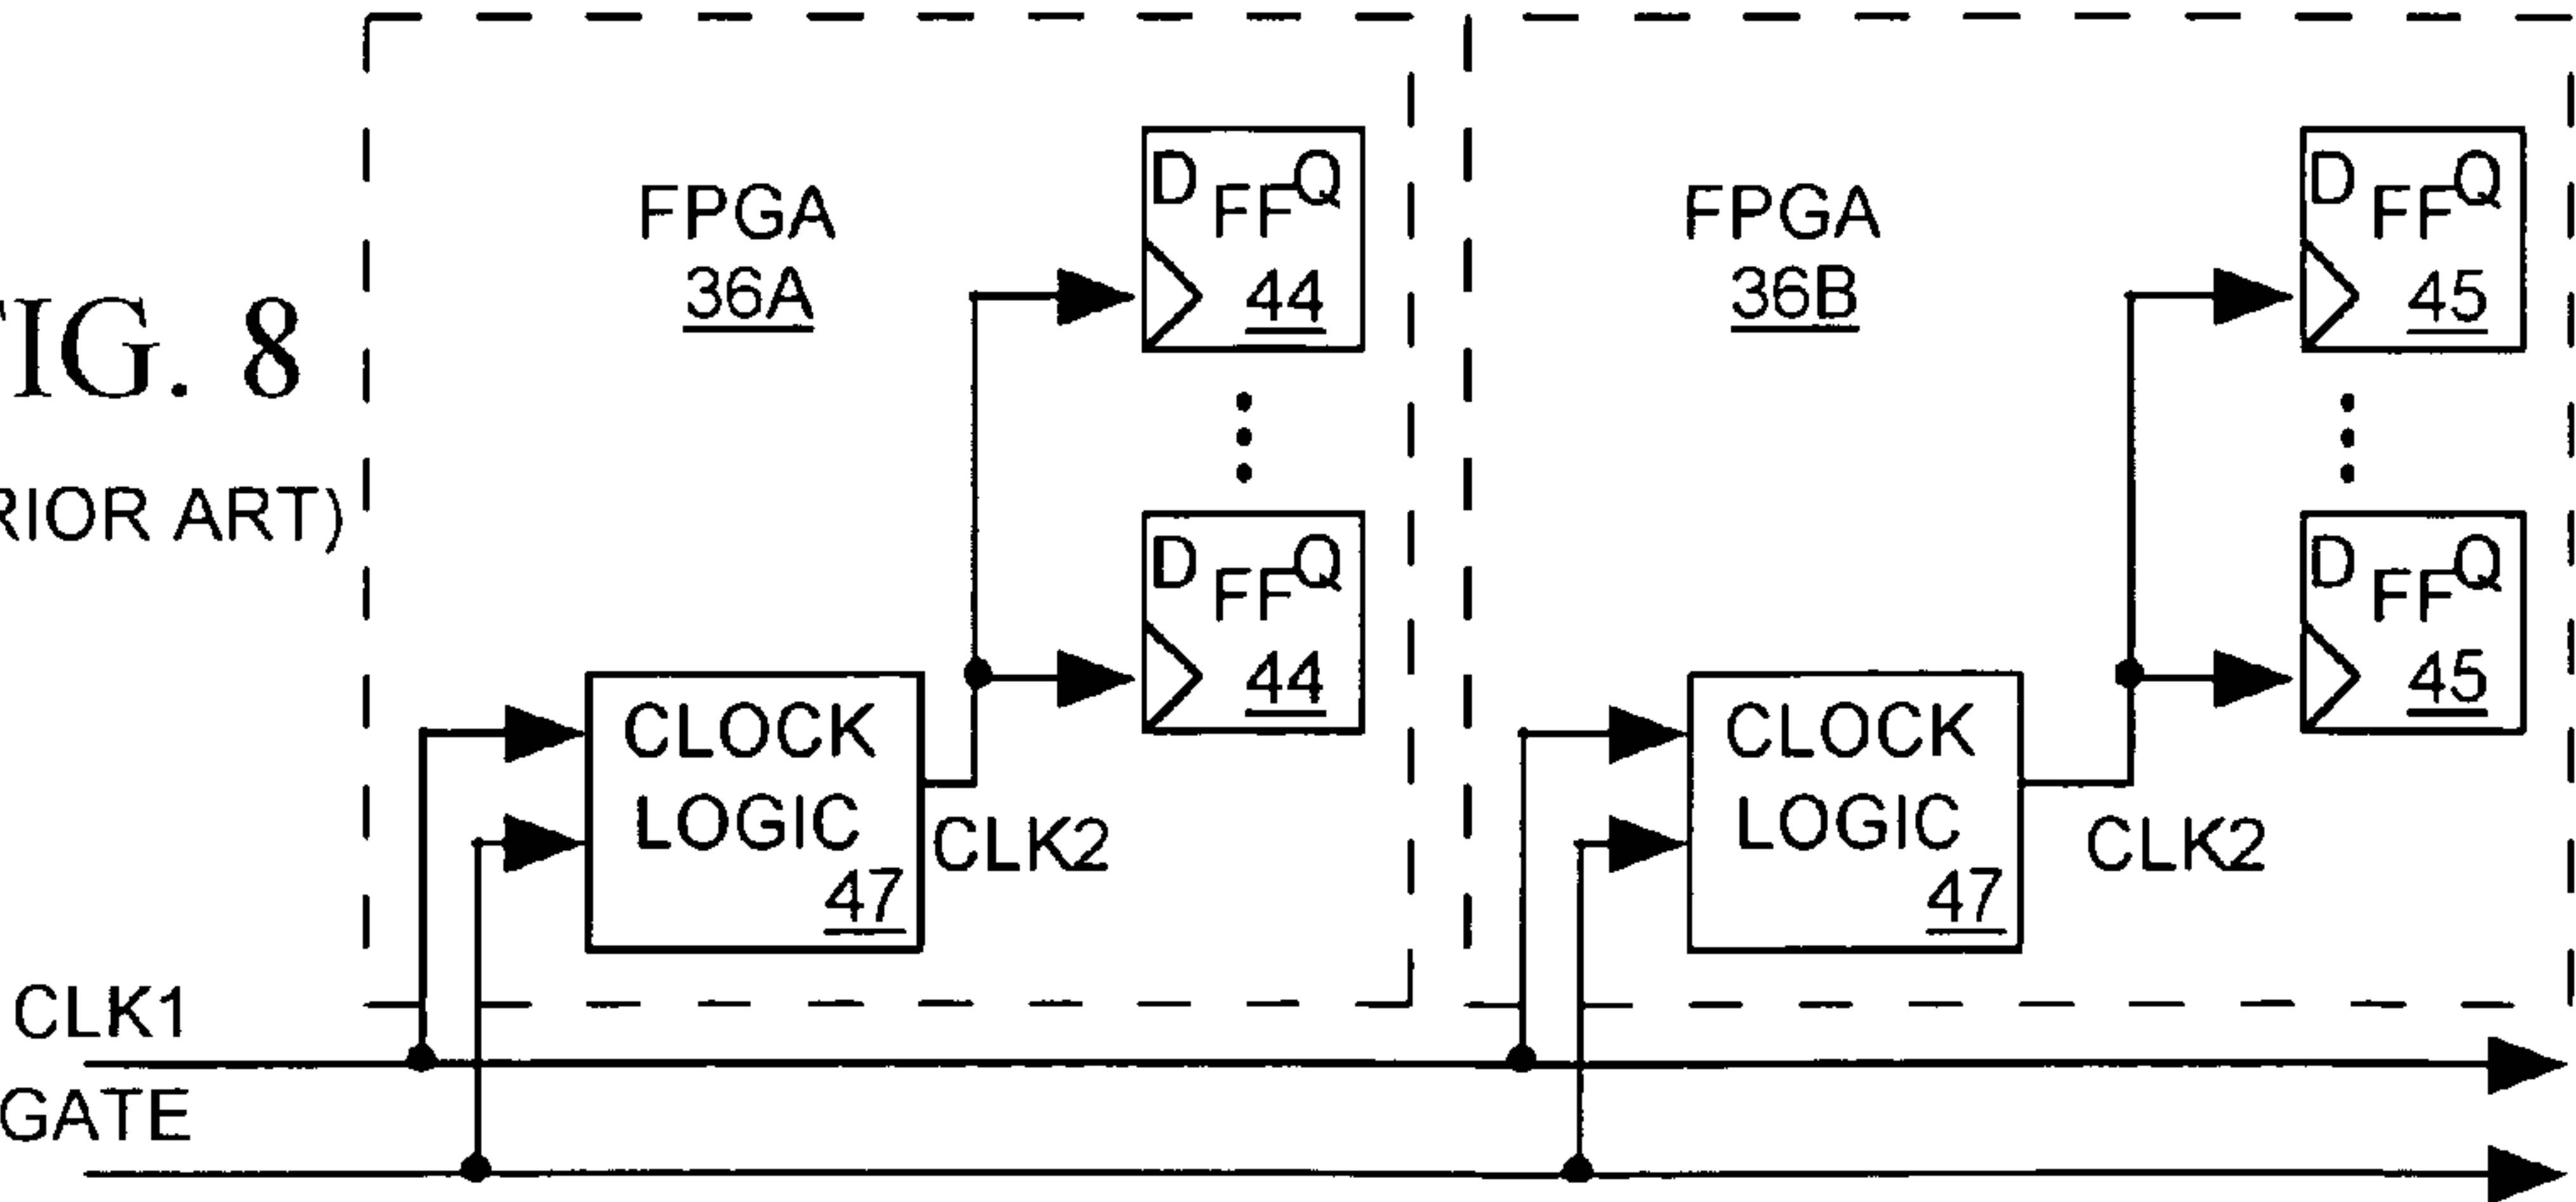 FIG. 8
RIOR ART)
FPGA
36A
D FF Q
44
D FF Q
44
CLOCK
LOGIC
47
CLK2
FPGA
36B
D FF Q
45
D FF Q
45
CLOCK
LOGIC
47
CLK2
CLK1
GATE